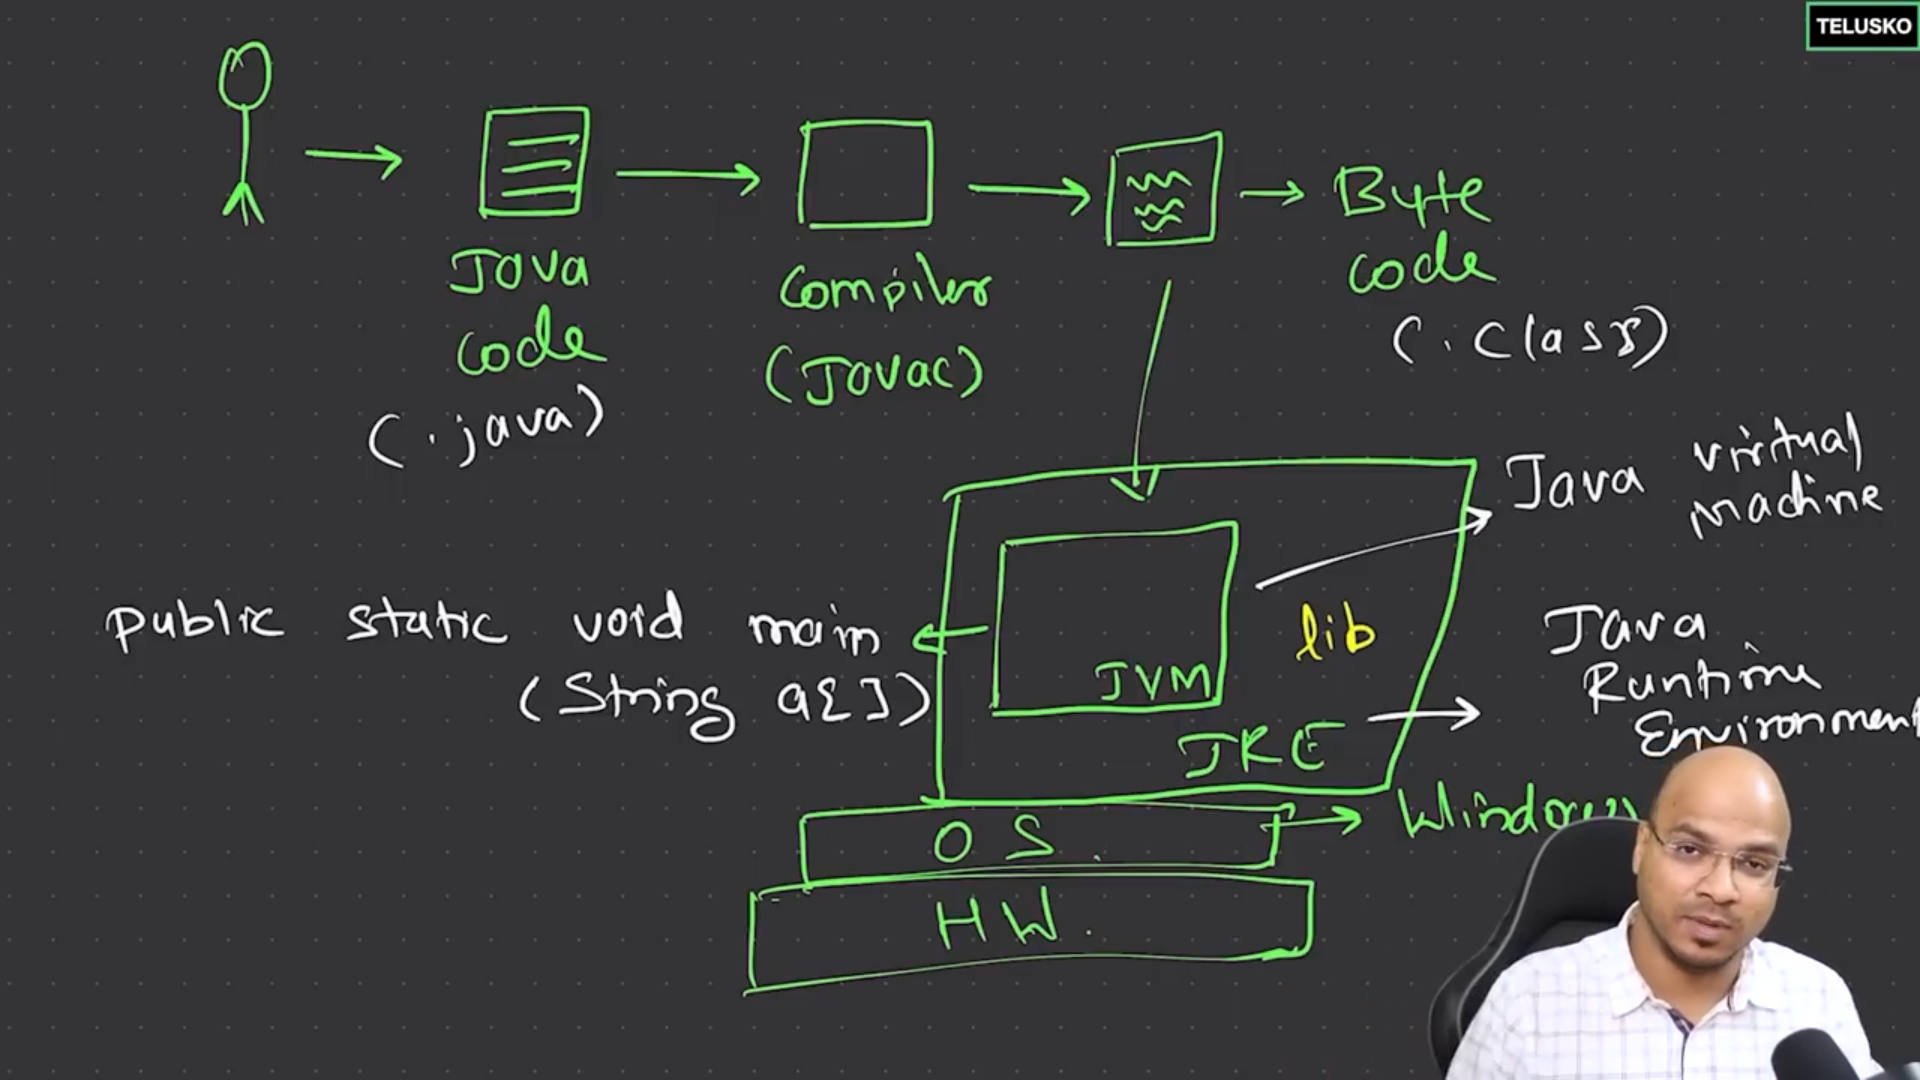 TELUSKO
Java
code
(.java)
Compiler
(Javac)
Byte
code
(.class)
Java virtual
Machine
public static void main
(String a[])
JVM
lib
JRE
Java
Runtime
Environment
OS.
Windows
HW.